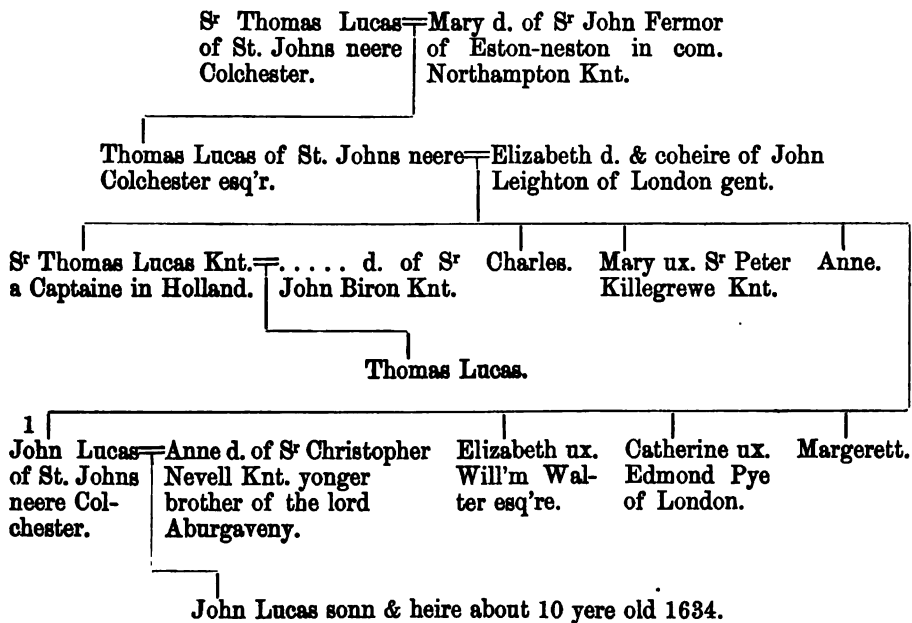 Sr Thomas Lucas=Mary d. of Sr John Fermor
of St. Johns neere of Eston-neston in com.
Colchester. Northampton Knt.
Thomas Lucas of St. Johns neere=Elizabeth d. & coheire of John
Colchester esq'r. Leighton of London gent.
Sr Thomas Lucas Knt.=..... d. of Sr Charles. Mary ux. Sr Peter Anne.
a Captaine in Holland. John Biron Knt. Killegrewe Knt.
Thomas Lucas.
1
John Lucas=Anne d. of Sr Christopher Elizabeth ux. Catherine ux. Margerett.
of St. Johns Nevell Knt. yonger Will'm Wal- Edmond Pye
neere Col- brother of the lord ter esq're. of London.
chester. Aburgaveny.
John Lucas sonn & heire about 10 yere old 1634.